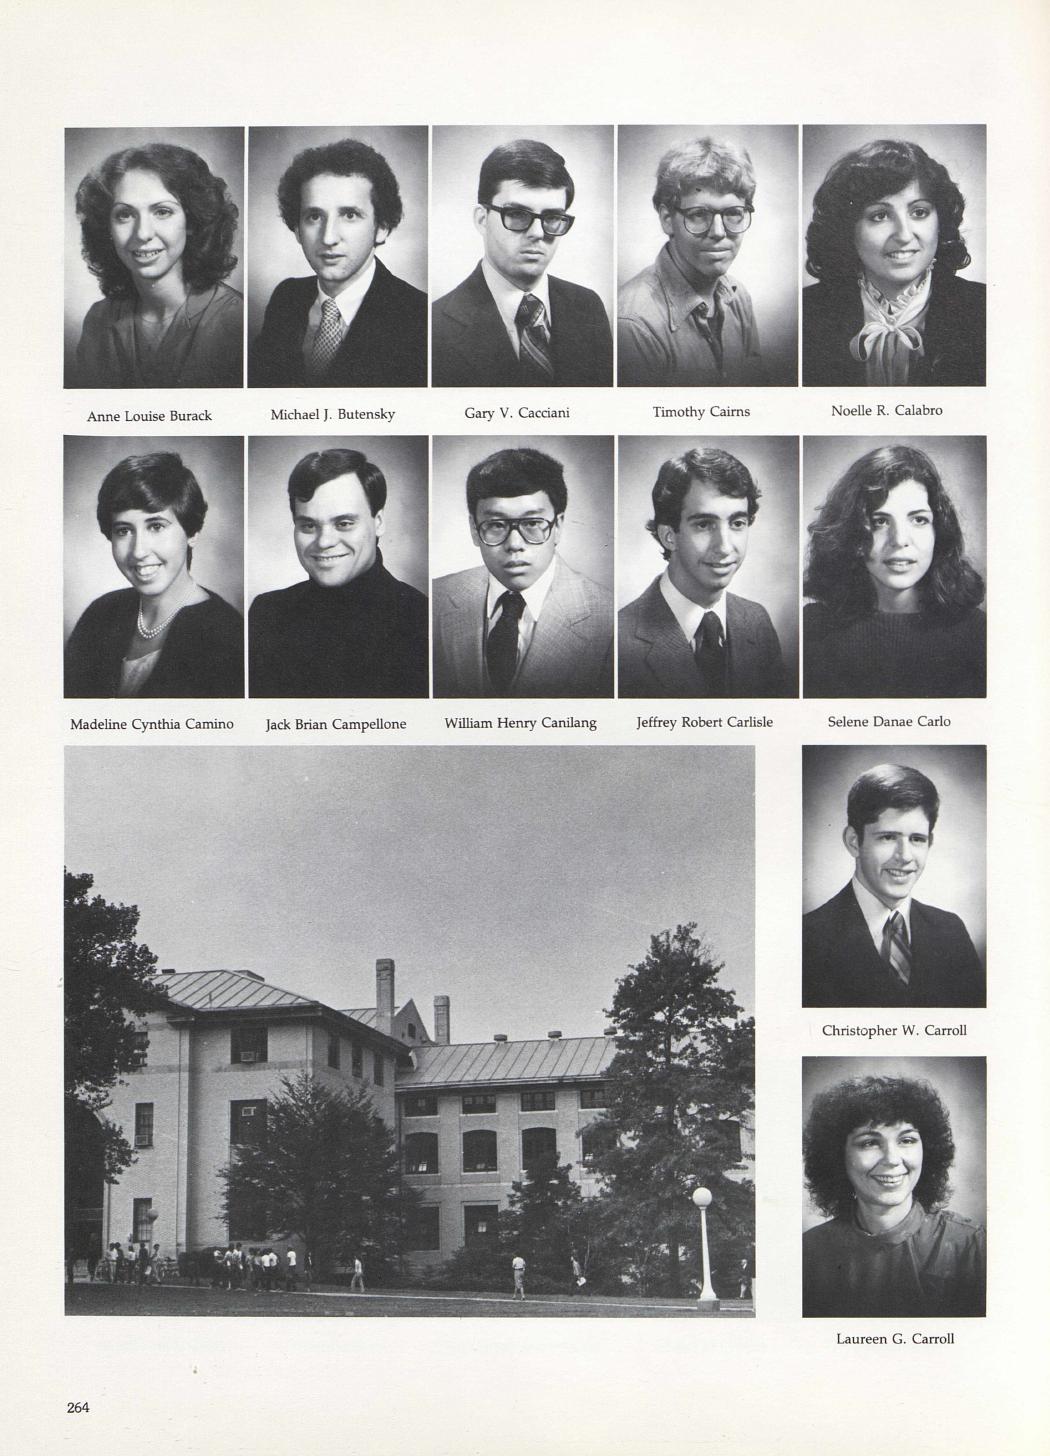 Anne Louise Burack
Michael J. Butensky
Gary V. Cacciani
Timothy Cairns
Noelle R. Calabro
Madeline Cynthia Camino
Jack Brian Campellone
William Henry Canilang
Jeffrey Robert Carlisle
Selene Danae Carlo
Christopher W. Carroll
Laureen G. Carroll
264